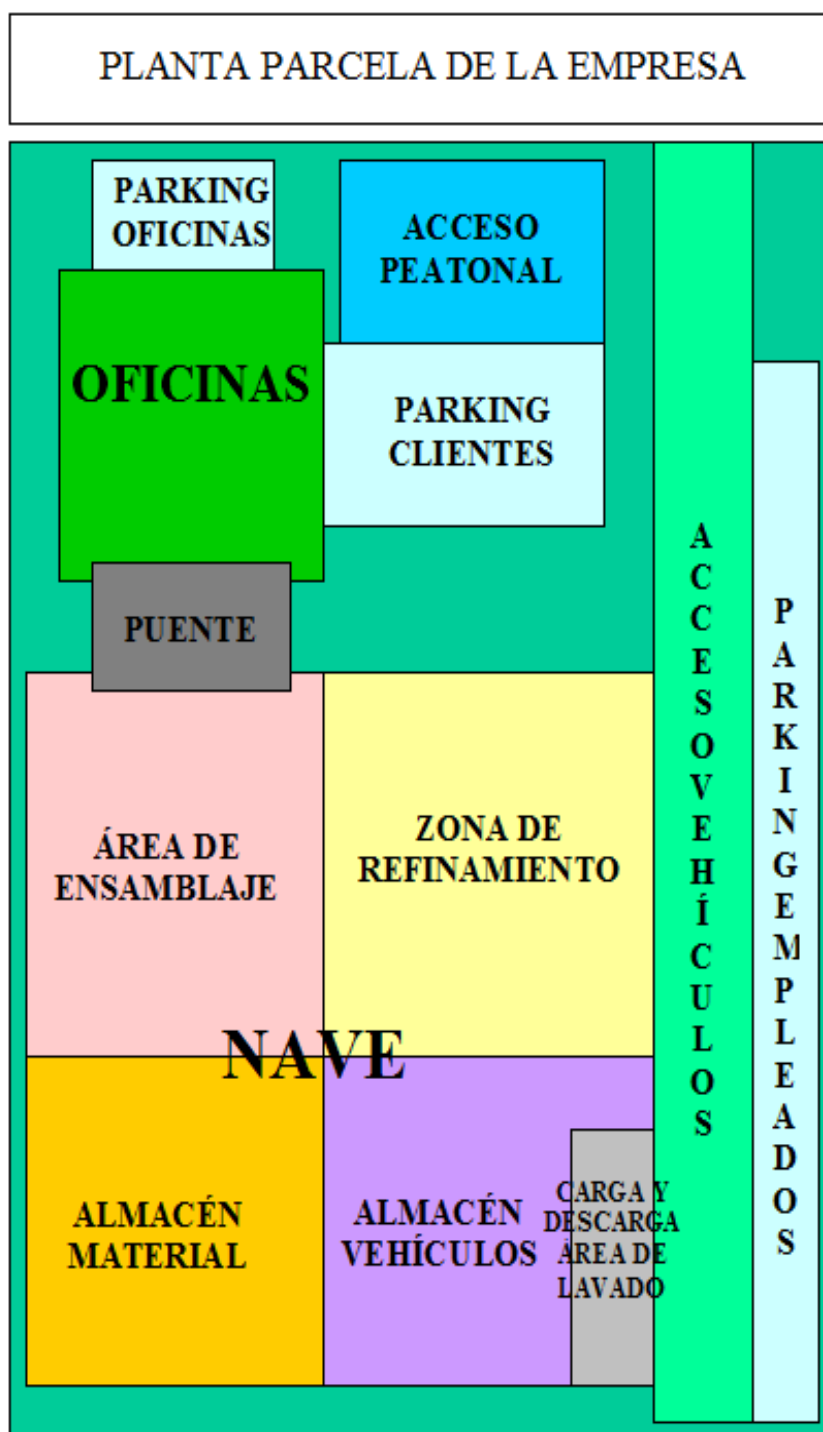 PLANTA PARCELA DE LA EMPRESA
PARKING
OFICINAS
ACCESO
PEATONAL
OFICINAS
PARKING
CLIENTES
PUENTE
ÁREA DE
ENSAMBLAJE
ZONA DE
REFINAMIENTO
NAVE
ALMACÉN
MATERIAL
ALMACÉN
VEHÍCULOS
CARGA Y
DESCARGA
ÁREA DE
LAVADO
ACCESOVEHÍCULOS
PARKINGEMPLEADOS